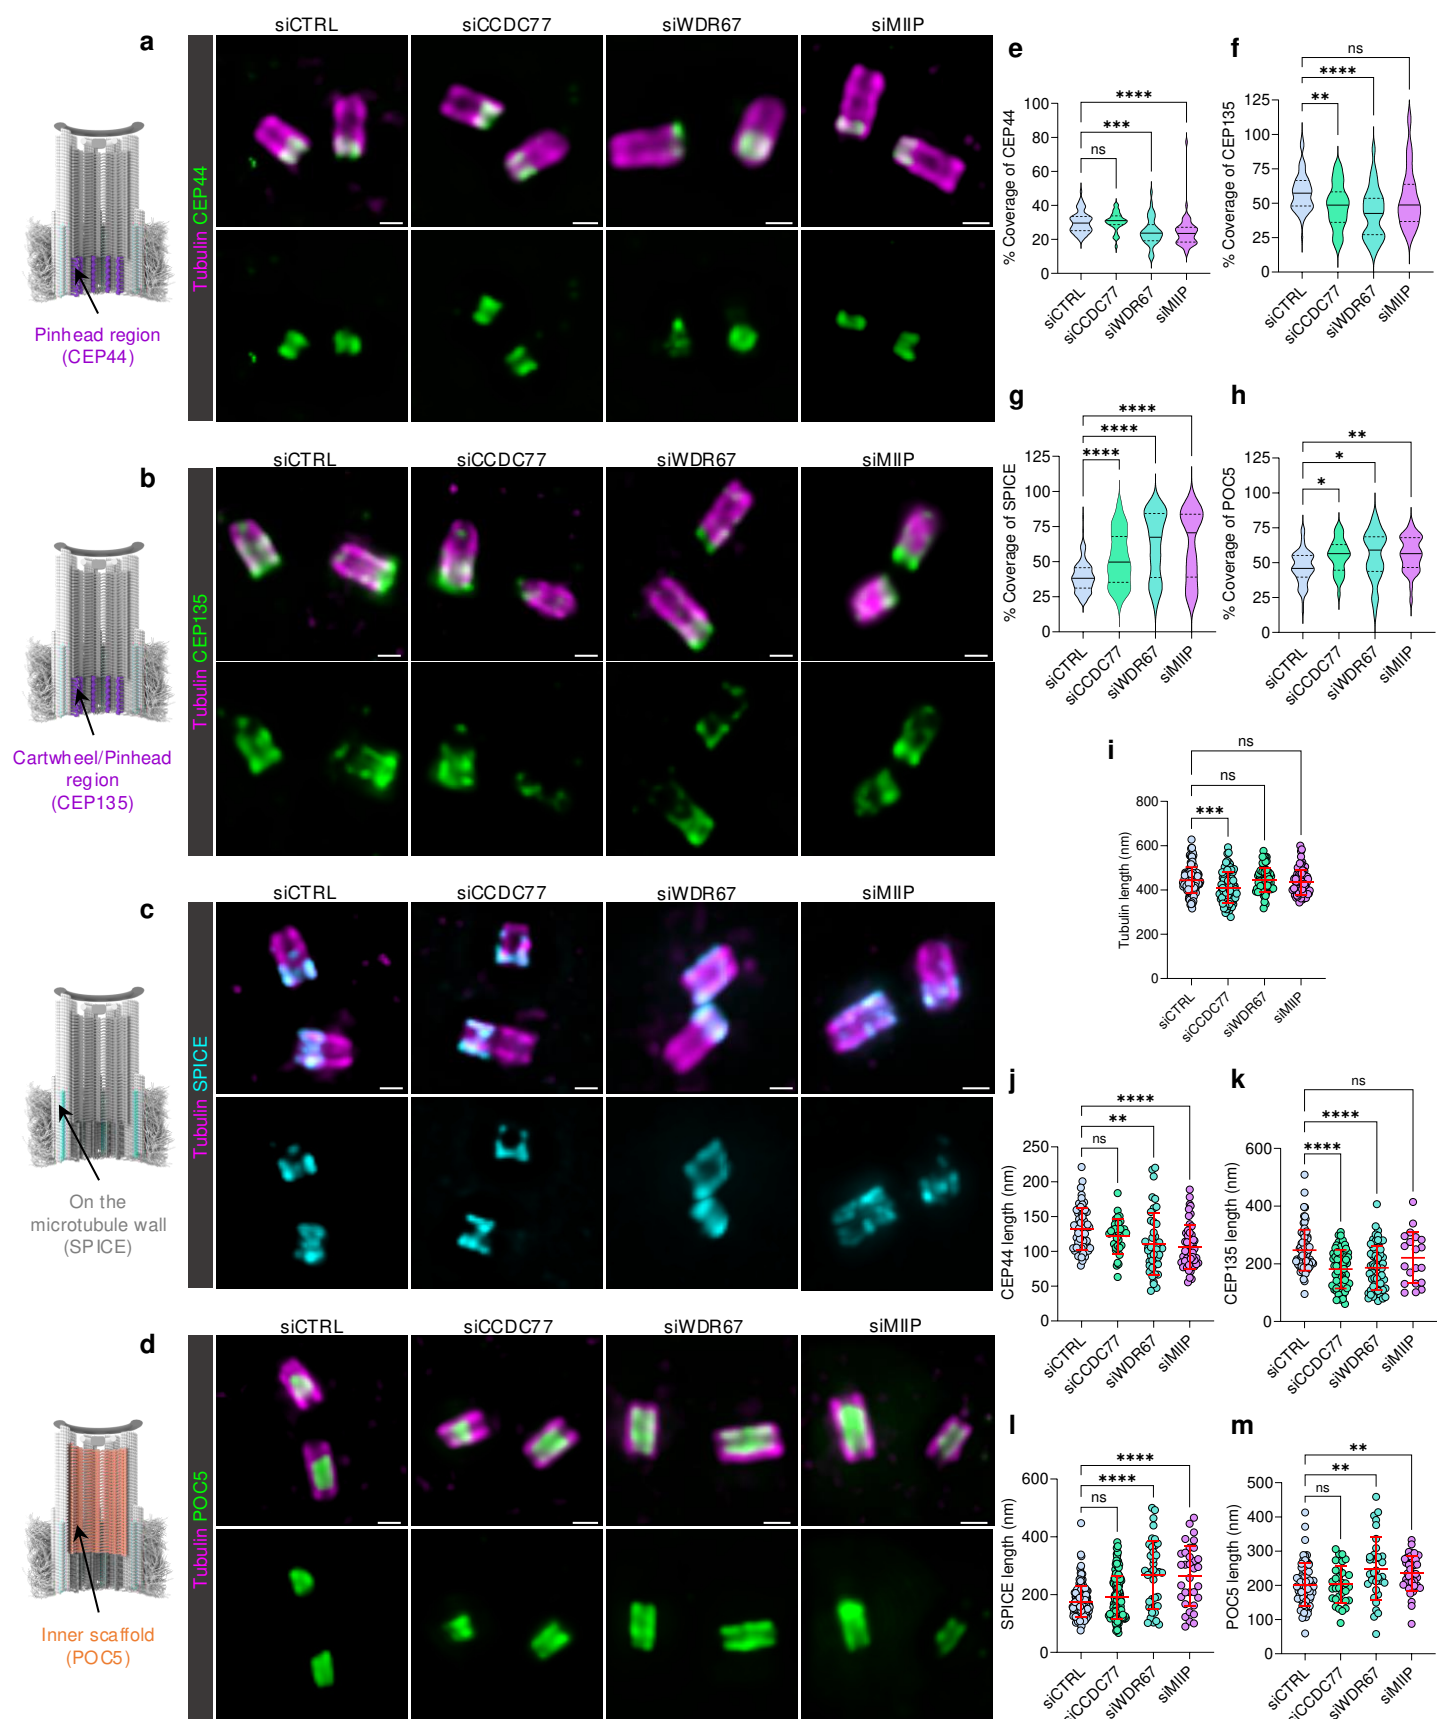 a
siCTRL
siCCDC77
siWDR67
siMIIP
Tubulin CEP44
Pinhead region
(CEP44)
b
siCTRL
siCCDC77
siWDR67
siMIIP
Tubulin CEP135
Cartwheel/Pinhead
region
(CEP135)
c
siCTRL
siCCDC77
siWDR67
siMIIP
Tubulin SPICE
On the
microtubule wall
(SPICE)
d
siCTRL
siCCDC77
siWDR67
siMIIP
Tubulin POC5
Inner scaffold
(POC5)
e
% Coverage of CEP44
100
80
60
40
20
0
ns
***
****
siCTRL
siCCDC77
siWDR67
siMIIP
f
% Coverage of CEP135
125
100
75
50
25
0
**
****
ns
siCTRL
siCCDC77
siWDR67
siMIIP
g
% Coverage of SPICE
125
100
75
50
25
0
****
****
****
siCTRL
siCCDC77
siWDR67
siMIIP
h
% Coverage of POC5
125
100
75
50
25
0
*
*
**
siCTRL
siCCDC77
siWDR67
siMIIP
i
Tubulin length (nm)
800
600
400
200
0
***
ns
ns
siCTRL
siCCDC77
siWDR67
siMIIP
j
CEP44 length (nm)
250
200
150
100
50
0
ns
**
****
siCTRL
siCCDC77
siWDR67
siMIIP
k
CEP135 length (nm)
600
400
200
0
****
****
ns
siCTRL
siCCDC77
siWDR67
siMIIP
l
SPICE length (nm)
600
400
200
0
ns
****
****
siCTRL
siCCDC77
siWDR67
siMIIP
m
POC5 length (nm)
500
400
300
200
100
0
ns
**
**
siCTRL
siCCDC77
siWDR67
siMIIP